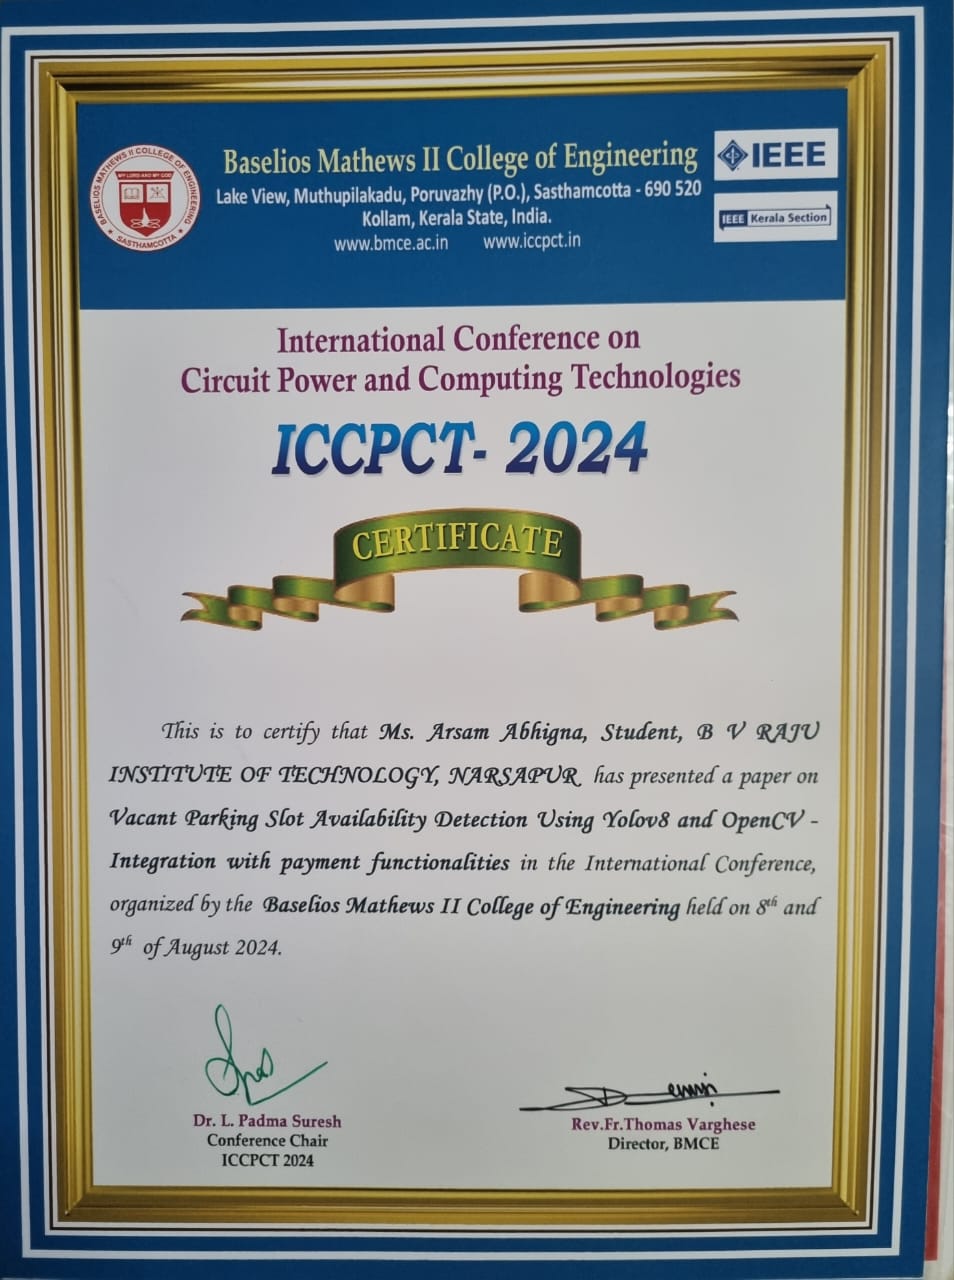 BASELIOS MATHEWS II COLLEGE OF ENGINEERING
SASTHAMCOTTA
MY LORD AND MY GOD
Baselios Mathews II College of Engineering
Lake View, Muthupilakadu, Poruvazhy (P.O.), Sasthamcotta - 690 520
Kollam, Kerala State, India.
www.bmce.ac.in www.iccpct.in
IEEE
IEEE Kerala Section
International Conference on
Circuit Power and Computing Technologies
ICCPCT- 2024
CERTIFICATE
This is to certify that Ms. Arsam Abhigna, Student, B V RAJU
INSTITUTE OF TECHNOLOGY, NARSAPUR has presented a paper on
Vacant Parking Slot Availability Detection Using Yolov8 and OpenCV -
Integration with payment functionalities in the International Conference,
organized by the Baselios Mathews II College of Engineering held on 8th and
9th of August 2024.
Dr. L. Padma Suresh
Conference Chair
ICCPCT 2024
Rev.Fr.Thomas Varghese
Director, BMCE